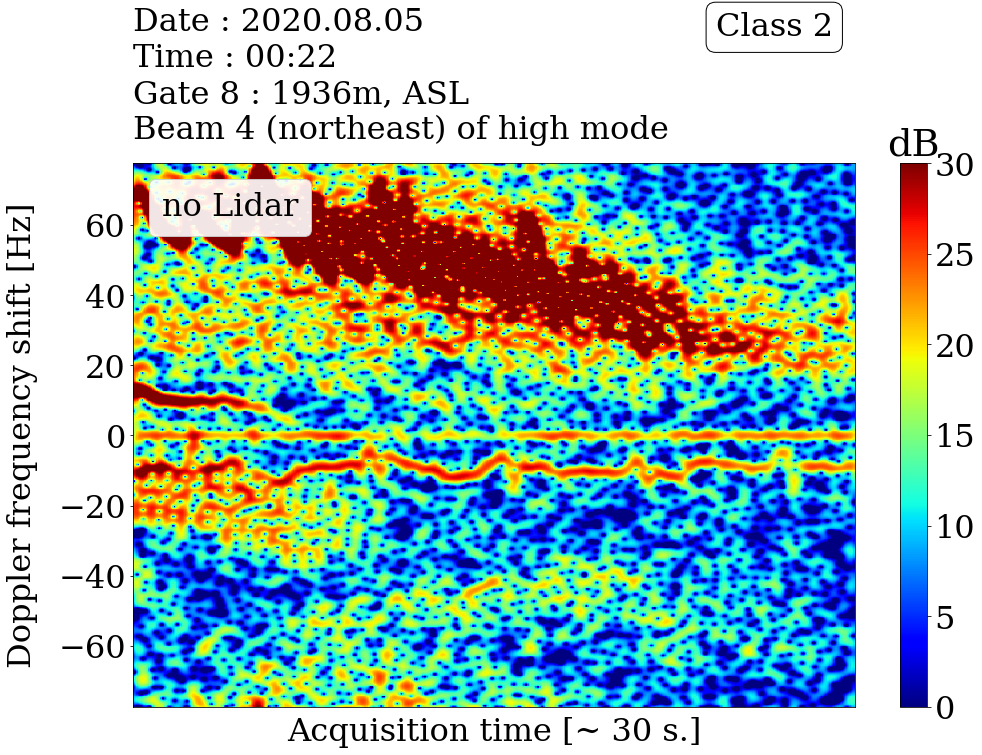 Date : 2020.08.05
Time : 00:22
Gate 8 : 1936m, ASL
Beam 4 (northeast) of high mode
Class 2
dB
no Lidar
Doppler frequency shift [Hz]
60
40
20
0
−20
−40
−60
30
25
20
15
10
5
0
Acquisition time [~ 30 s.]